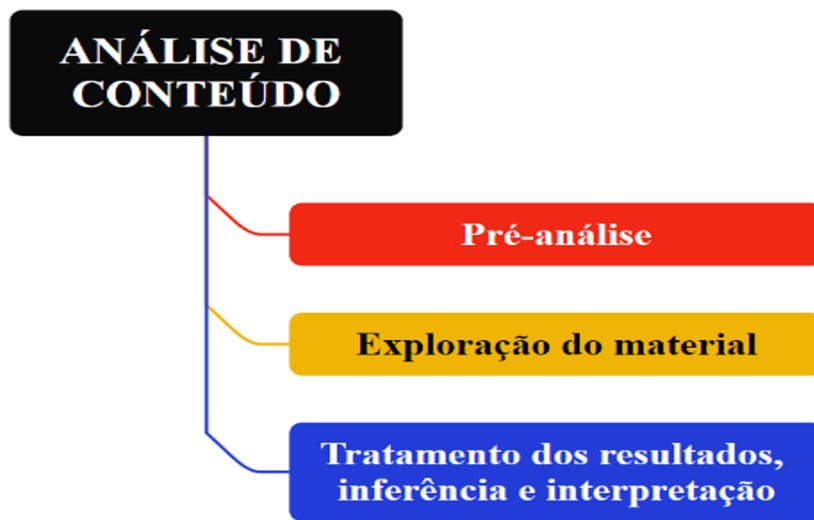 ANÁLISE DE
CONTEÚDO
Pré-análise
Exploração do material
Tratamento dos resultados,
inferência e interpretação